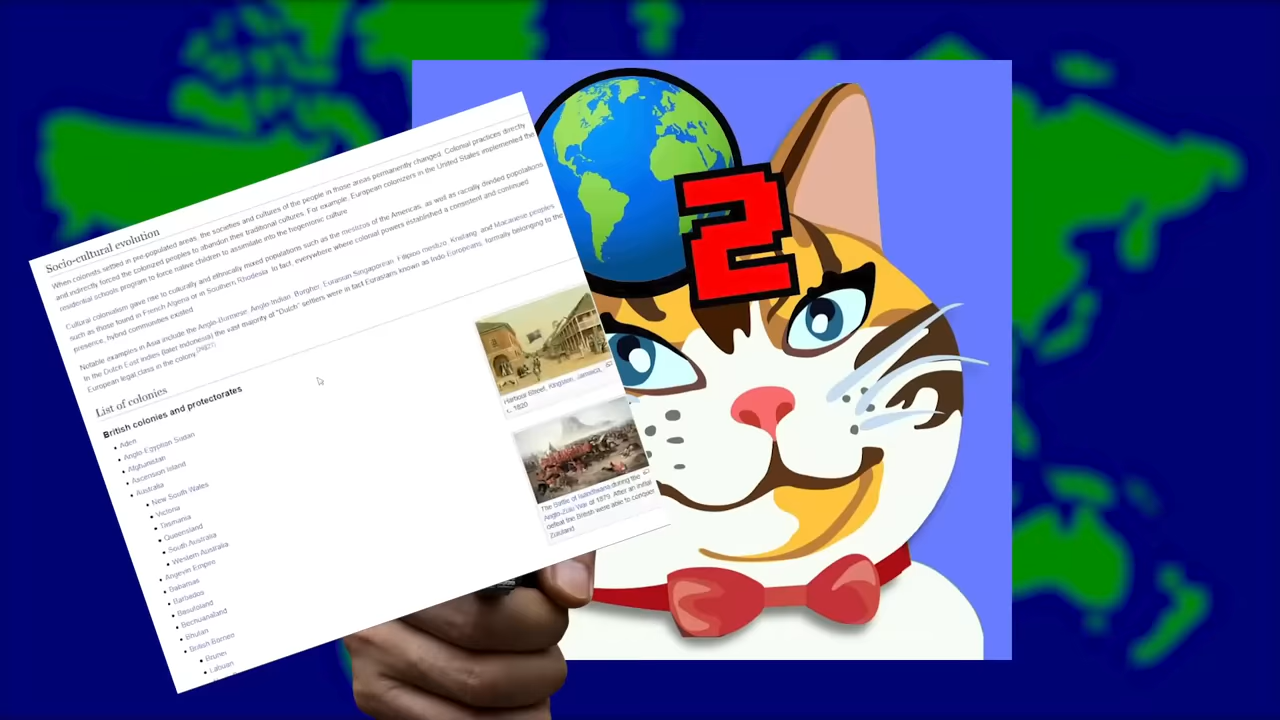 Socio-cultural evolution
When colonists settled in pre-populated areas, the societies and cultures of the people in those areas permanently changed. Colonial practices directly
and indirectly forced the colonized peoples to abandon their traditional cultures. For example, European colonizers in the United States implemented the
residential schools program to force native children to assimilate into the hegemonic culture.
Cultural colonialism gave rise to culturally and ethnically mixed populations such as the mestizos of the Americas, as well as racially divided populations
such as those found in French Algeria or in Southern Rhodesia. In fact, everywhere where colonial powers established a consistent and continued
presence, hybrid communities existed.
Notable examples in Asia include the Anglo-Burmese, Anglo-Indian, Burgher, Eurasian Singaporean, Filipino mestizo, Kristang, and Macanese peoples.
In the Dutch East Indies (later Indonesia) the vast majority of "Dutch" settlers were in fact Eurasians known as Indo-Europeans, formally belonging to the
European legal class in the colony.
List of colonies
British colonies and protectorates
Aden
Anglo-Egyptian Sudan
Afghanistan
Ascension Island
Australia
New South Wales
Victoria
Tasmania
Queensland
South Australia
Western Australia
Angevin Empire
Bahamas
Barbados
Basutoland
Bechuanaland
Bhutan
British Borneo
Brunei
Labuan
Harbour Street, Kingston, Jamaica,
c. 1820
The Battle of Isandlwana during the
Anglo-Zulu War of 1879. After an initial
defeat the British were able to conquer
Zululand
2